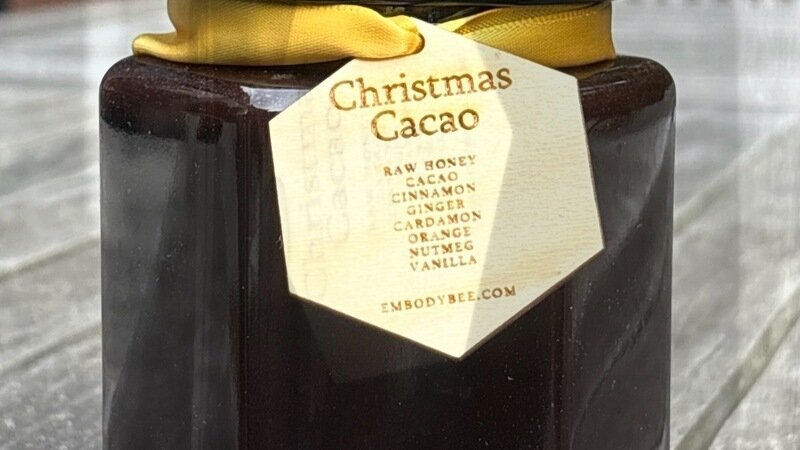 Christmas
Cacao
RAW HONEY
CACAO
CINNAMON
GINGER
CARDAMON
ORANGE
NUTMEG
VANILLA
EMBODYBEE.COM